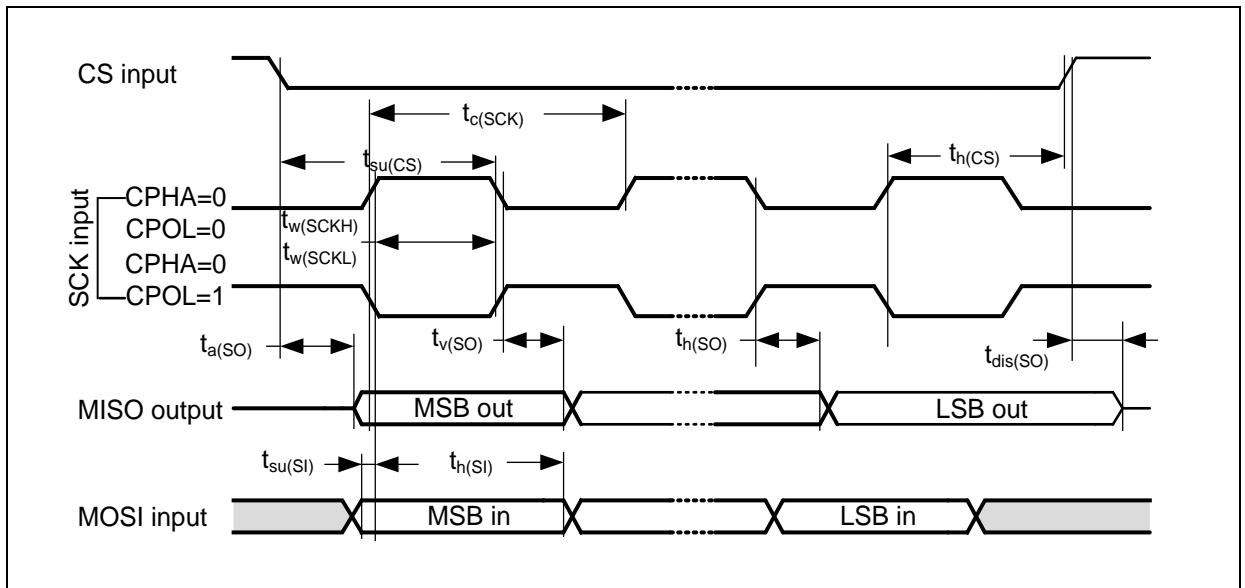 CS input
tc(SCK)
tsu(CS)
th(CS)
SCK input
CPHA=0
CPOL=0
CPHA=0
CPOL=1
tw(SCKH)
tw(SCKL)
ta(SO)
tv(SO)
th(SO)
tdis(SO)
MISO output
MSB out
LSB out
tsu(SI)
th(SI)
MOSI input
MSB in
LSB in